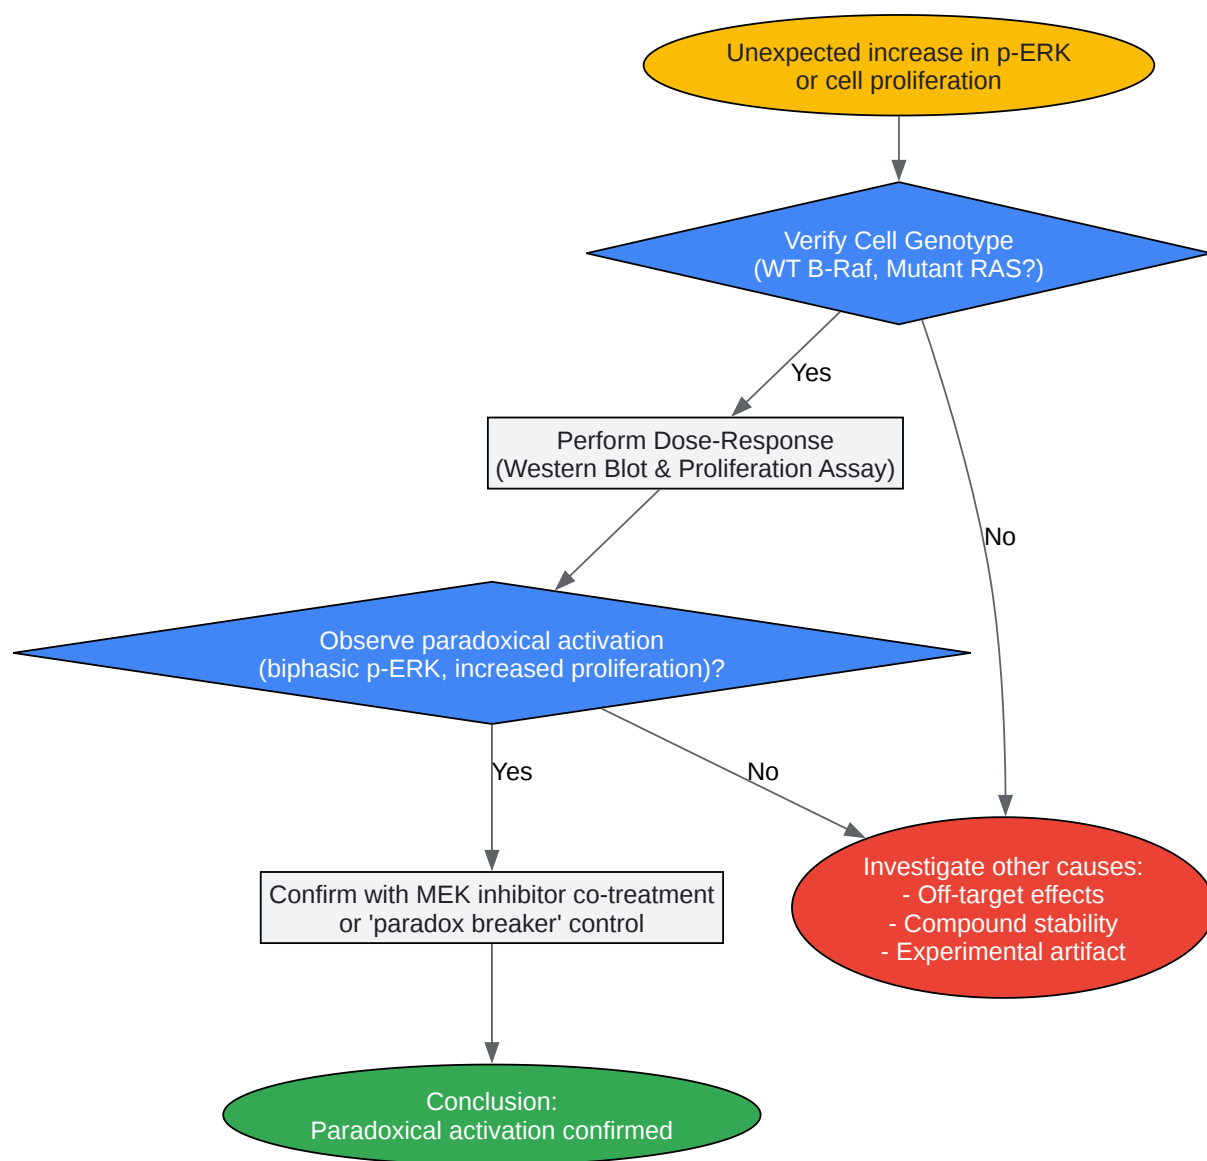 Unexpected increase in p-ERK
or cell proliferation
Verify Cell Genotype
(WT B-Raf, Mutant RAS?)
Yes
Perform Dose-Response
(Western Blot & Proliferation Assay)
No
Observe paradoxical activation
(biphasic p-ERK, increased proliferation)?
Yes
No
Confirm with MEK inhibitor co-treatment
or 'paradox breaker' control
Investigate other causes:
- Off-target effects
- Compound stability
- Experimental artifact
Conclusion:
Paradoxical activation confirmed